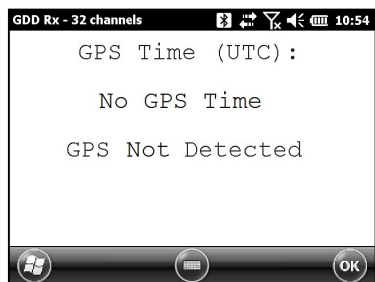 GDD Rx - 32 channels 10:54
GPS Time (UTC):
No GPS Time
GPS Not Detected
OK